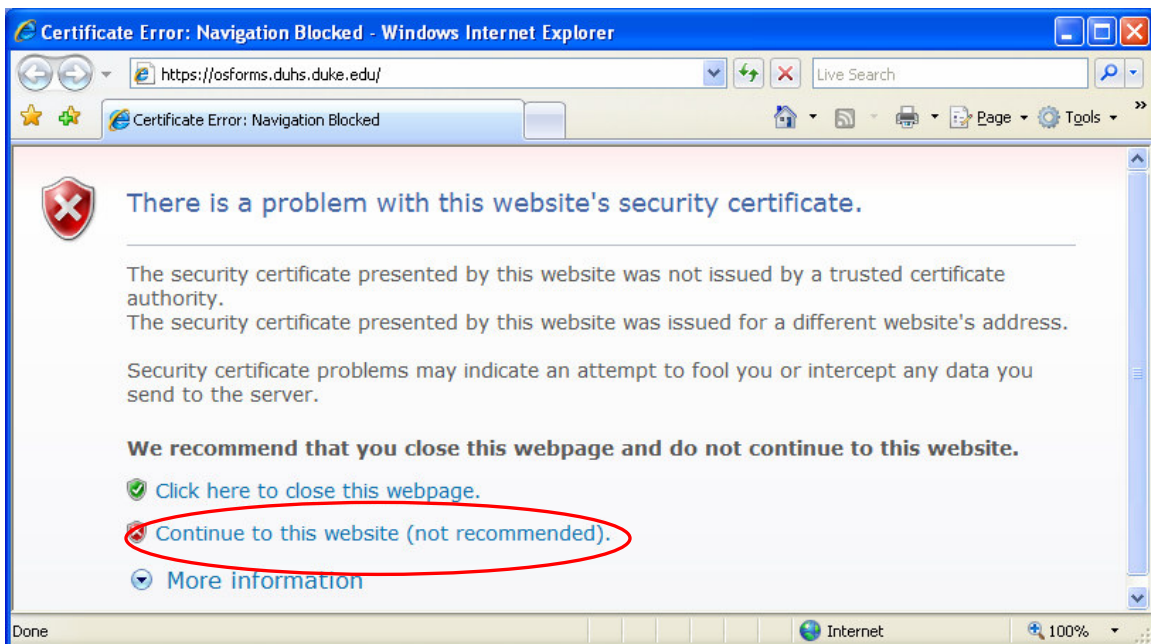 Certificate Error: Navigation Blocked - Windows Internet Explorer
https://osforms.duhs.duke.edu/
Live Search
Certificate Error: Navigation Blocked
Page
Tools
»
There is a problem with this website's security certificate.
The security certificate presented by this website was not issued by a trusted certificate
authority.
The security certificate presented by this website was issued for a different website's address.
Security certificate problems may indicate an attempt to fool you or intercept any data you
send to the server.
We recommend that you close this webpage and do not continue to this website.
Click here to close this webpage.
Continue to this website (not recommended).
More information
Done
Internet
100%